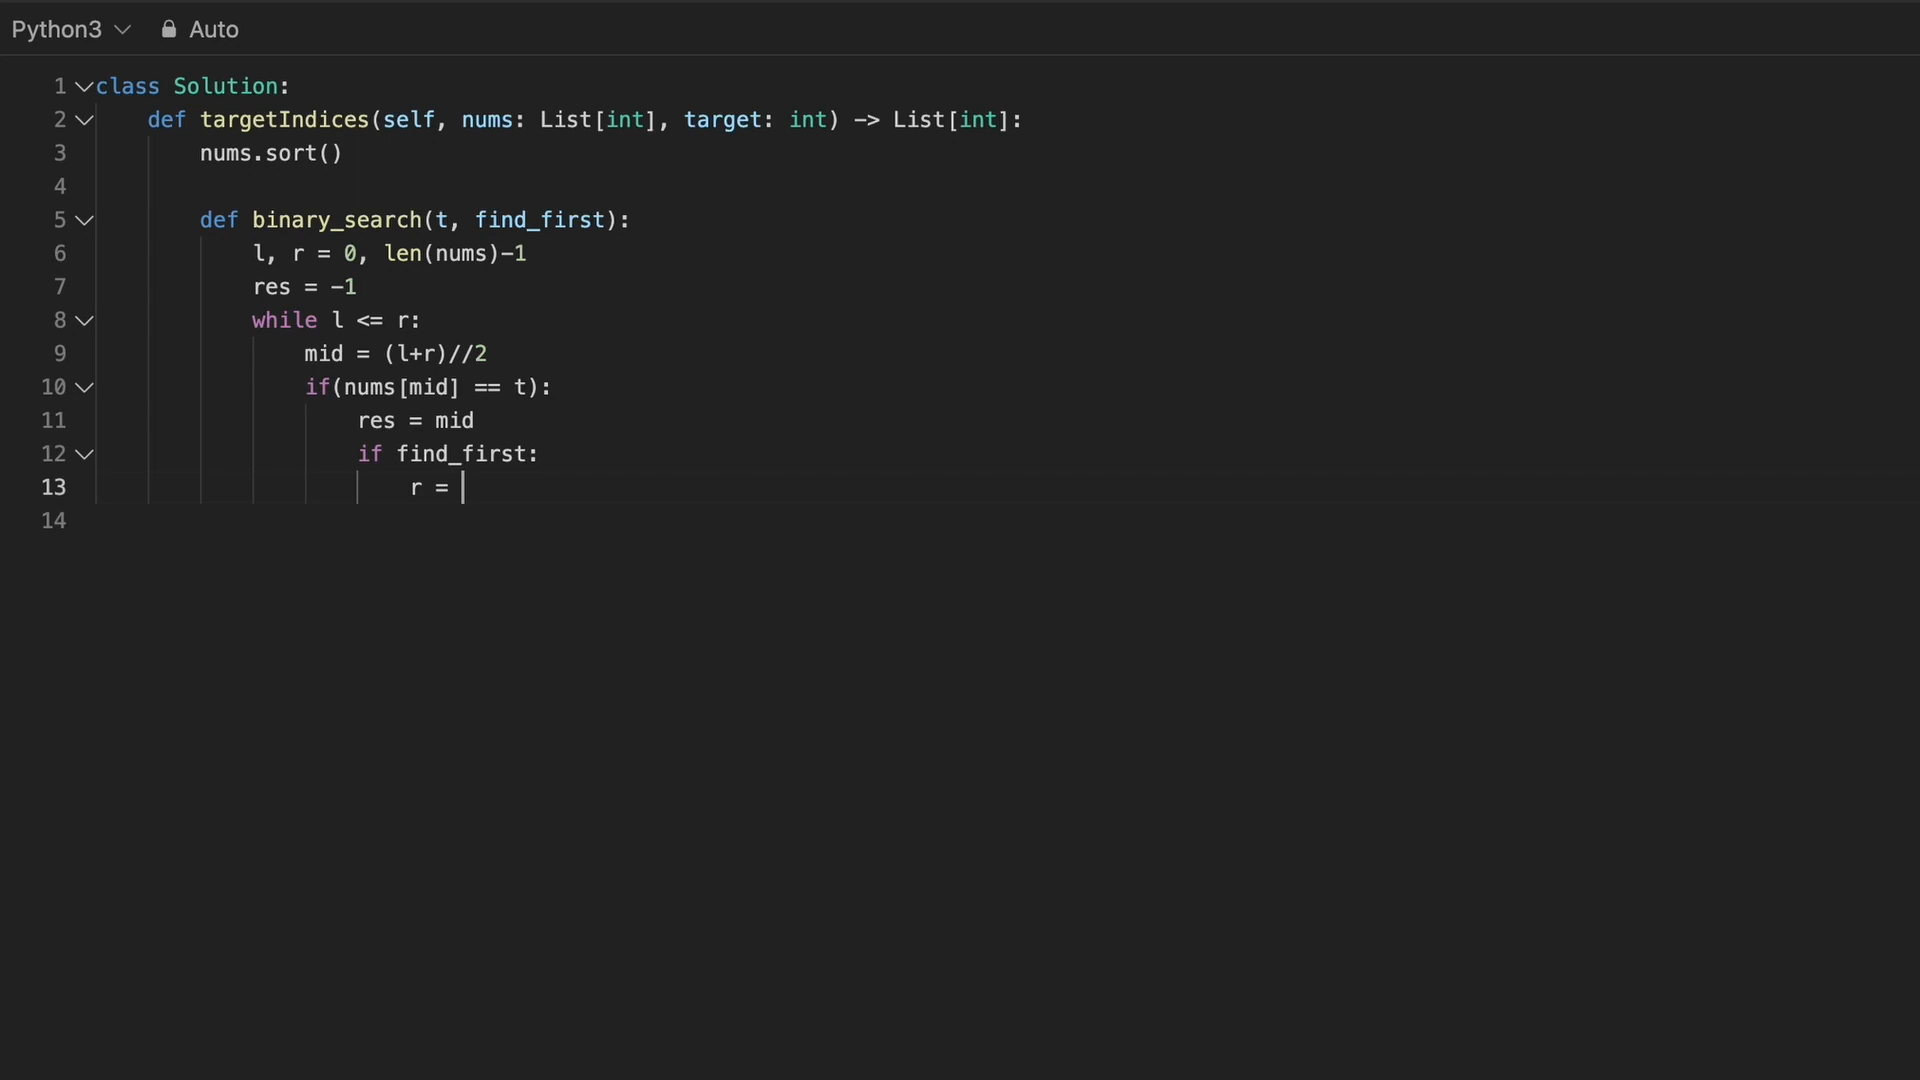 Python3 Auto
1 class Solution:
2 def targetIndices(self, nums: List[int], target: int) -> List[int]:
3 nums.sort()
4
5 def binary_search(t, find_first):
6 l, r = 0, len(nums)-1
7 res = -1
8 while l <= r:
9 mid = (l+r)//2
10 if(nums[mid] == t):
11 res = mid
12 if find_first:
13 r =
14